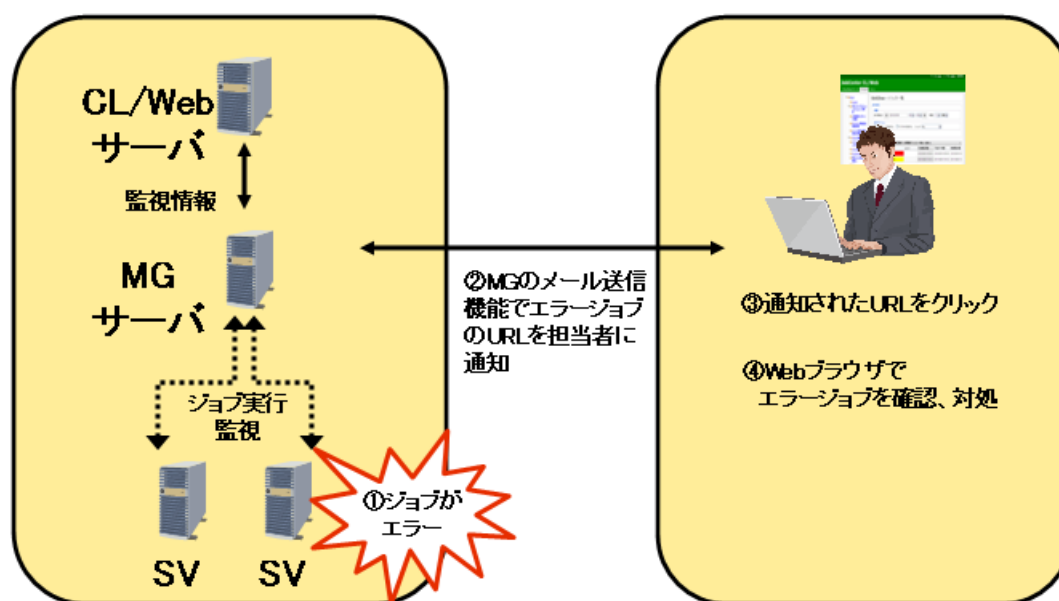 CL/Web
サーバ
監視情報
MG
サーバ
ジョブ実行
監視
①ジョブが
エラー
SV
SV
②MGのメール送信
機能でエラージョブ
のURLを担当者に
通知
③通知されたURLをクリック
④Webブラウザで
エラージョブを確認、対処